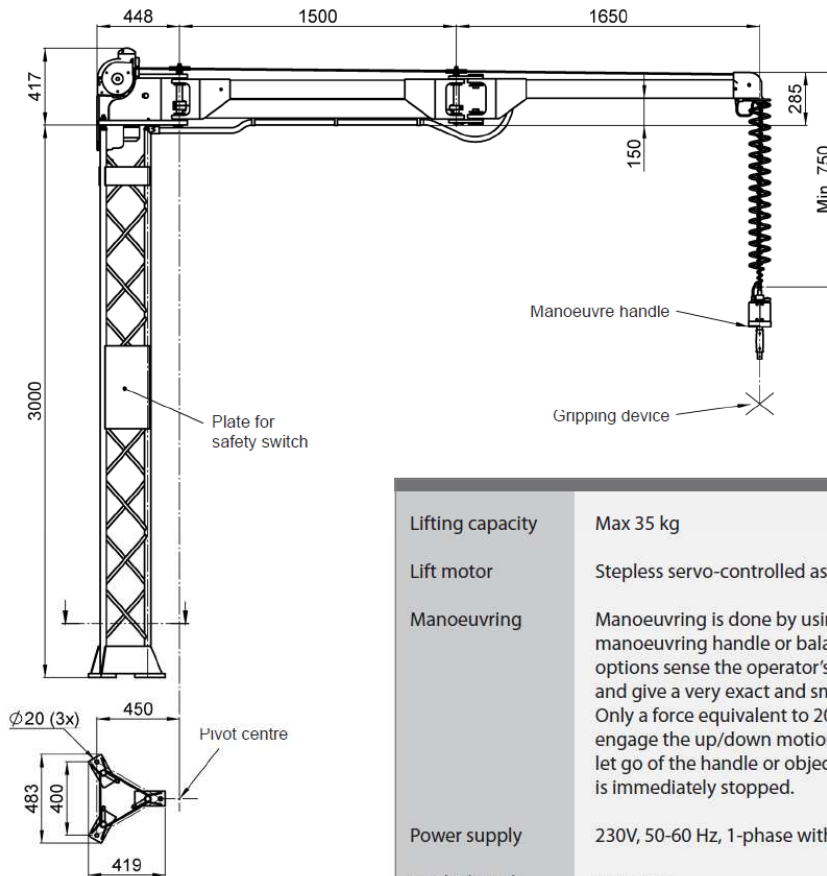 448
1500
1650
417
285
150
Min. 750
Manoeuvre handle
3000
Plate for
safety switch
Gripping device
Lifting capacity
Max 35 kg
Lift motor
Stepless servo-controlled as
Manoeuvring
Manoeuvring is done by usin
manoeuvring handle or bala
options sense the operator's
and give a very exact and sm
Only a force equivalent to 20
engage the up/down motio
let go of the handle or objec
is immediately stopped.
Power supply
230V, 50-60 Hz, 1-phase with
450
Ø20 (3x)
Pivot centre
483
400
419